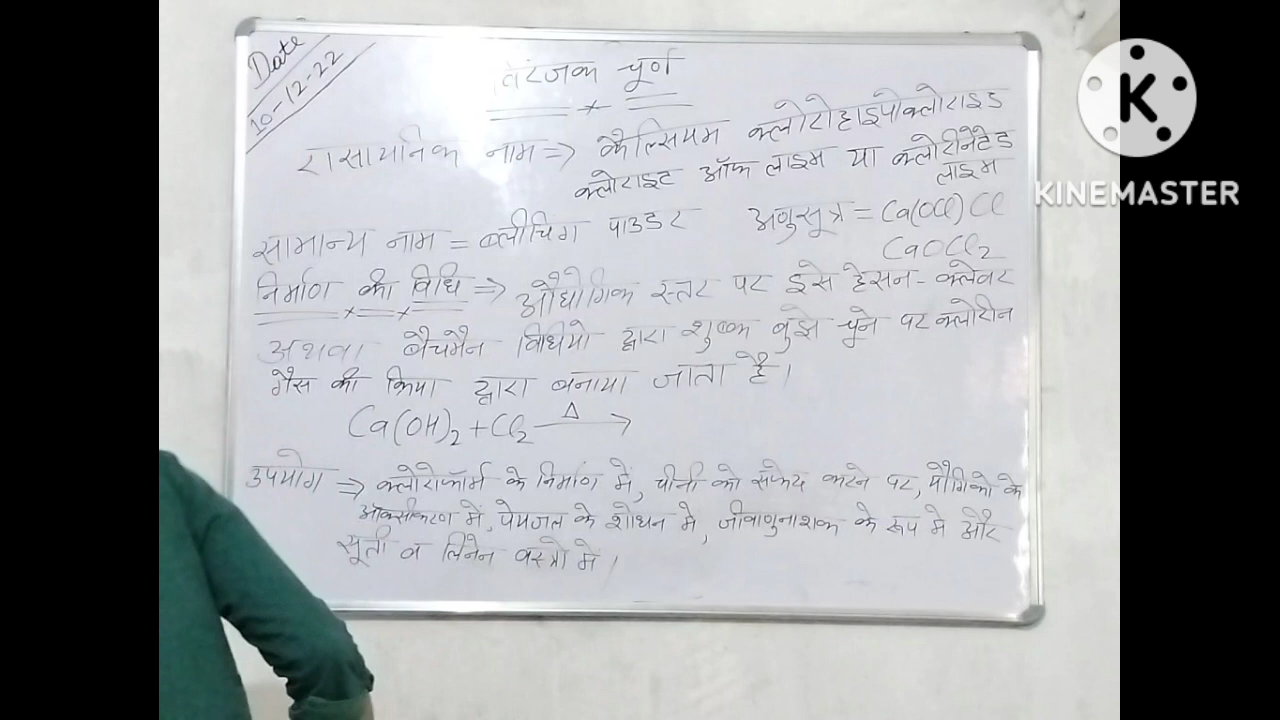 Date
10-12-22
विरंजक चूर्ण
रासायनिक नाम => कैल्सियम क्लोरोहाइपोक्लोराइड
क्लोराइट ऑफ लाइम या क्लोरीनेटेड
लाइम
सामान्य नाम = ब्लीचिंग पाउडर अणुसूत्र = Ca(OCl)Cl
CaOCl2
निर्माण की विधि => औधोगिक स्तर पर इसे हेसन-क्लेवर
अथवा बैचमैन विधियो द्वारा शुष्क बुझे चूने पर क्लोरीन
गैस की क्रिया द्वारा बनाया जाता है।
Ca(OH)2 + Cl2 Δ→
उपयोग => क्लोरोफॉर्म के निर्माण में, चीनी को सफेद करने पर, यौगिको के
ऑक्सीकरण में, पेयजल के शोधन मे, जीवाणुनाशक के रूप मे और
सूती व लिनेन वस्त्रो मे।
K
KINEMASTER